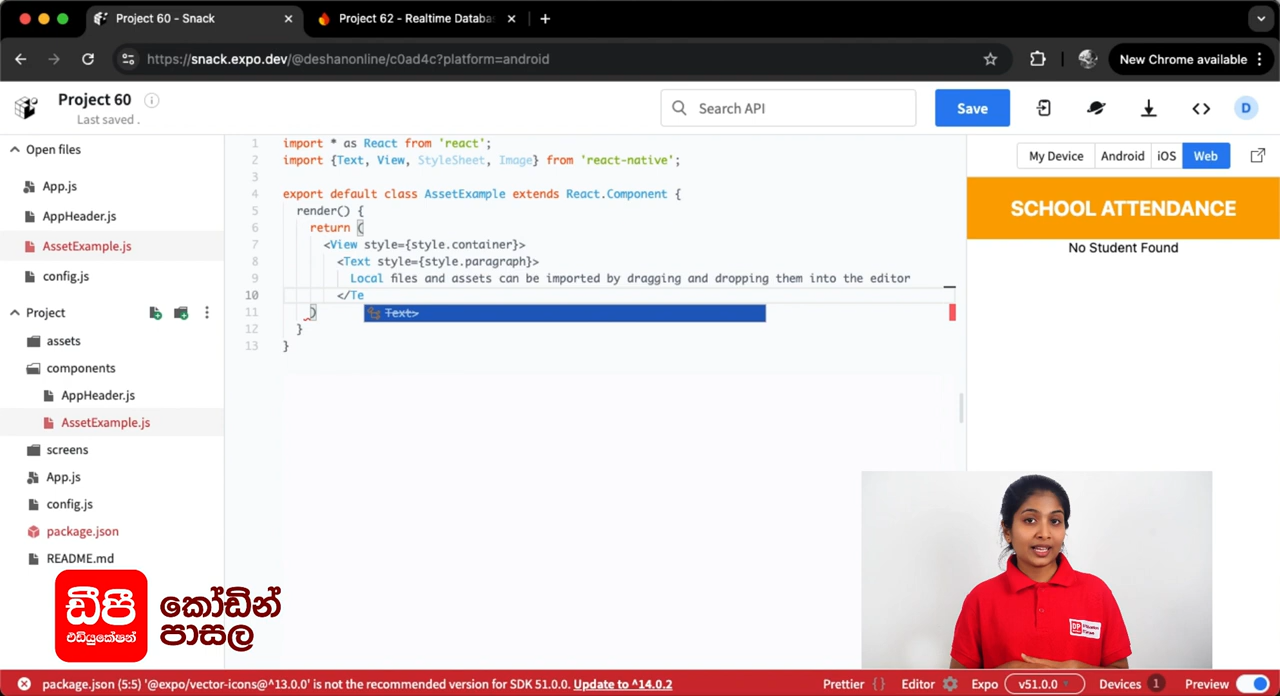 Project 60 - Snack
Project 62 - Realtime Databa
https://snack.expo.dev/@deshanonline/c0ad4c?platform=android
New Chrome available
Project 60
Last saved .
Search API
Save
D
Open files
App.js
AppHeader.js
AssetExample.js
config.js
Project
assets
components
AppHeader.js
AssetExample.js
screens
App.js
config.js
package.json
README.md
1 import * as React from 'react';
2 import {Text, View, StyleSheet, Image} from 'react-native';
3
4 export default class AssetExample extends React.Component {
5 render() {
6 return (
7 <View style={style.container}>
8 <Text style={style.paragraph}>
9 Local files and assets can be imported by dragging and dropping them into the editor
10 </Te
Text>
11 )
12 }
13 }
My Device Android iOS Web
SCHOOL ATTENDANCE
No Student Found
ඩීපී
එඩියුකේෂන්
කෝඩින්
පාසල
DP
package.json (5:5) '@expo/vector-icons@^13.0.0' is not the recommended version for SDK 51.0.0. Update to ^14.0.2
Prettier { } Editor Expo v51.0.0 Devices 1 Preview